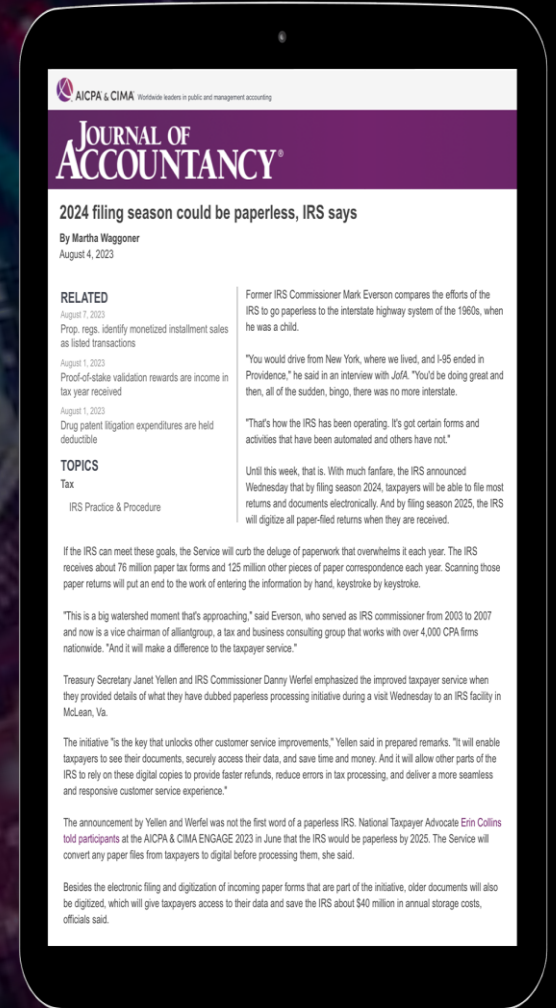 AICPA & CIMA Worldwide leaders in public and management accounting
JOURNAL OF
ACCOUNTANCY®
2024 filing season could be paperless, IRS says
By Martha Waggoner
August 4, 2023
RELATED
August 7, 2023
Prop. regs. identify monetized installment sales
as listed transactions
August 1, 2023
Proof-of-stake validation rewards are income in
tax year received
August 1, 2023
Drug patent litigation expenditures are held
deductible
TOPICS
Tax
IRS Practice & Procedure
Former IRS Commissioner Mark Everson compares the efforts of the
IRS to go paperless to the interstate highway system of the 1960s, when
he was a child.
"You would drive from New York, where we lived, and I-95 ended in
Providence," he said in an interview with JofA. "You'd be doing great and
then, all of the sudden, bingo, there was no more interstate.
"That's how the IRS has been operating. It's got certain forms and
activities that have been automated and others have not."
Until this week, that is. With much fanfare, the IRS announced
Wednesday that by filing season 2024, taxpayers will be able to file most
returns and documents electronically. And by filing season 2025, the IRS
will digitize all paper-filed returns when they are received.
If the IRS can meet these goals, the Service will curb the deluge of paperwork that overwhelms it each year. The IRS
receives about 76 million paper tax forms and 125 million other pieces of paper correspondence each year. Scanning those
paper returns will put an end to the work of entering the information by hand, keystroke by keystroke.
"This is a big watershed moment that's approaching," said Everson, who served as IRS commissioner from 2003 to 2007
and now is a vice chairman of alliantgroup, a tax and business consulting group that works with over 4,000 CPA firms
nationwide. "And it will make a difference to the taxpayer service."
Treasury Secretary Janet Yellen and IRS Commissioner Danny Werfel emphasized the improved taxpayer service when
they provided details of what they have dubbed paperless processing initiative during a visit Wednesday to an IRS facility in
McLean, Va.
The initiative "is the key that unlocks other customer service improvements," Yellen said in prepared remarks. "It will enable
taxpayers to see their documents, securely access their data, and save time and money. And it will allow other parts of the
IRS to rely on these digital copies to provide faster refunds, reduce errors in tax processing, and deliver a more seamless
and responsive customer service experience."
The announcement by Yellen and Werfel was not the first word of a paperless IRS. National Taxpayer Advocate Erin Collins
told participants at the AICPA & CIMA ENGAGE 2023 in June that the IRS would be paperless by 2025. The Service will
convert any paper files from taxpayers to digital before processing them, she said.
Besides the electronic filing and digitization of incoming paper forms that are part of the initiative, older documents will also
be digitized, which will give taxpayers access to their data and save the IRS about $40 million in annual storage costs,
officials said.